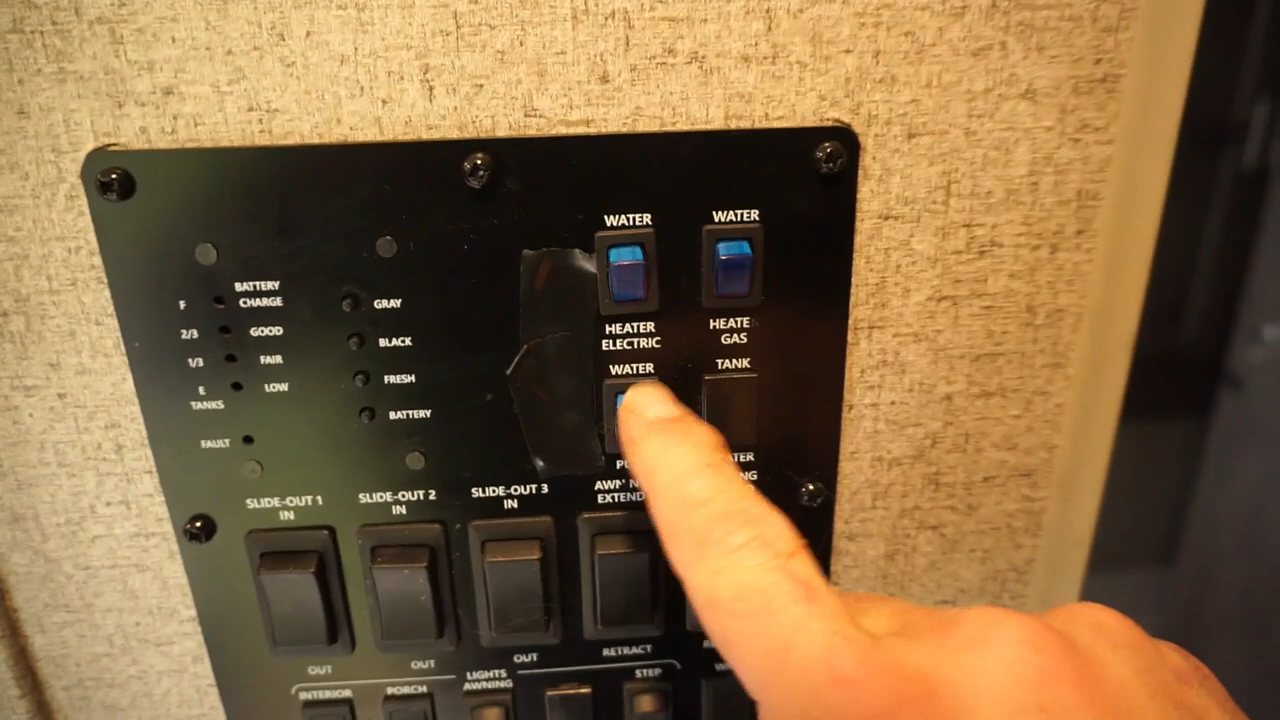 WATER
WATER
HEATER
ELECTRIC
HEATE
GAS
BATTERY
F
CHARGE
GRAY
2/3
GOOD
BLACK
1/3
FAIR
FRESH
E
LOW
TANKS
BATTERY
FAULT
WATER
TANK
SLIDE-OUT 1
IN
SLIDE-OUT 2
IN
SLIDE-OUT 3
IN
EXTEND
OUT
OUT
OUT
RETRACT
INTERIOR
PORCH
LIGHTS
AWNING
STEP